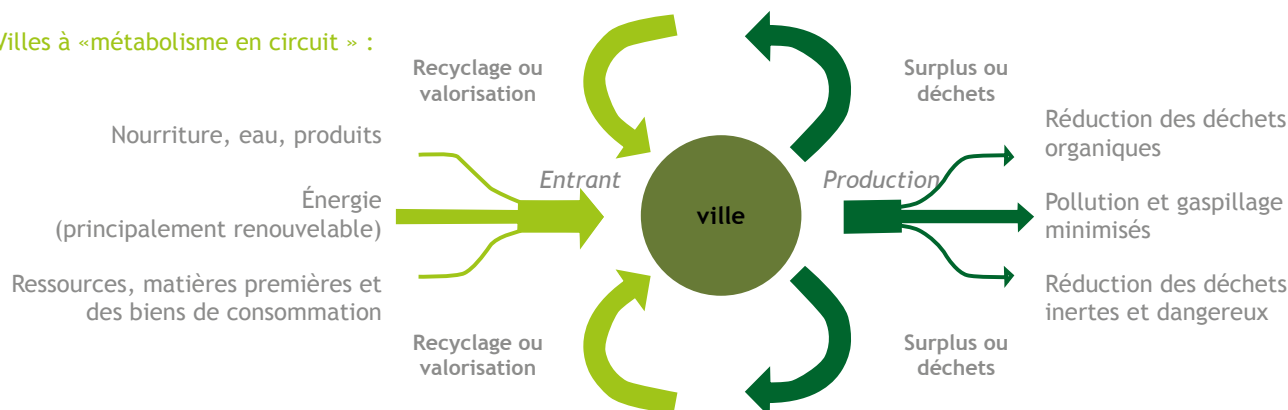 Villes à «métabolisme en circuit » :
Recyclage ou
valorisation
Surplus ou
déchets
Nourriture, eau, produits
Énergie
(principalement renouvelable)
Ressources, matières premières et
des biens de consommation
Entrant
ville
Production
Réduction des déchets
organiques
Pollution et gaspillage
minimisés
Réduction des déchets
inertes et dangereux
Recyclage ou
valorisation
Surplus ou
déchets